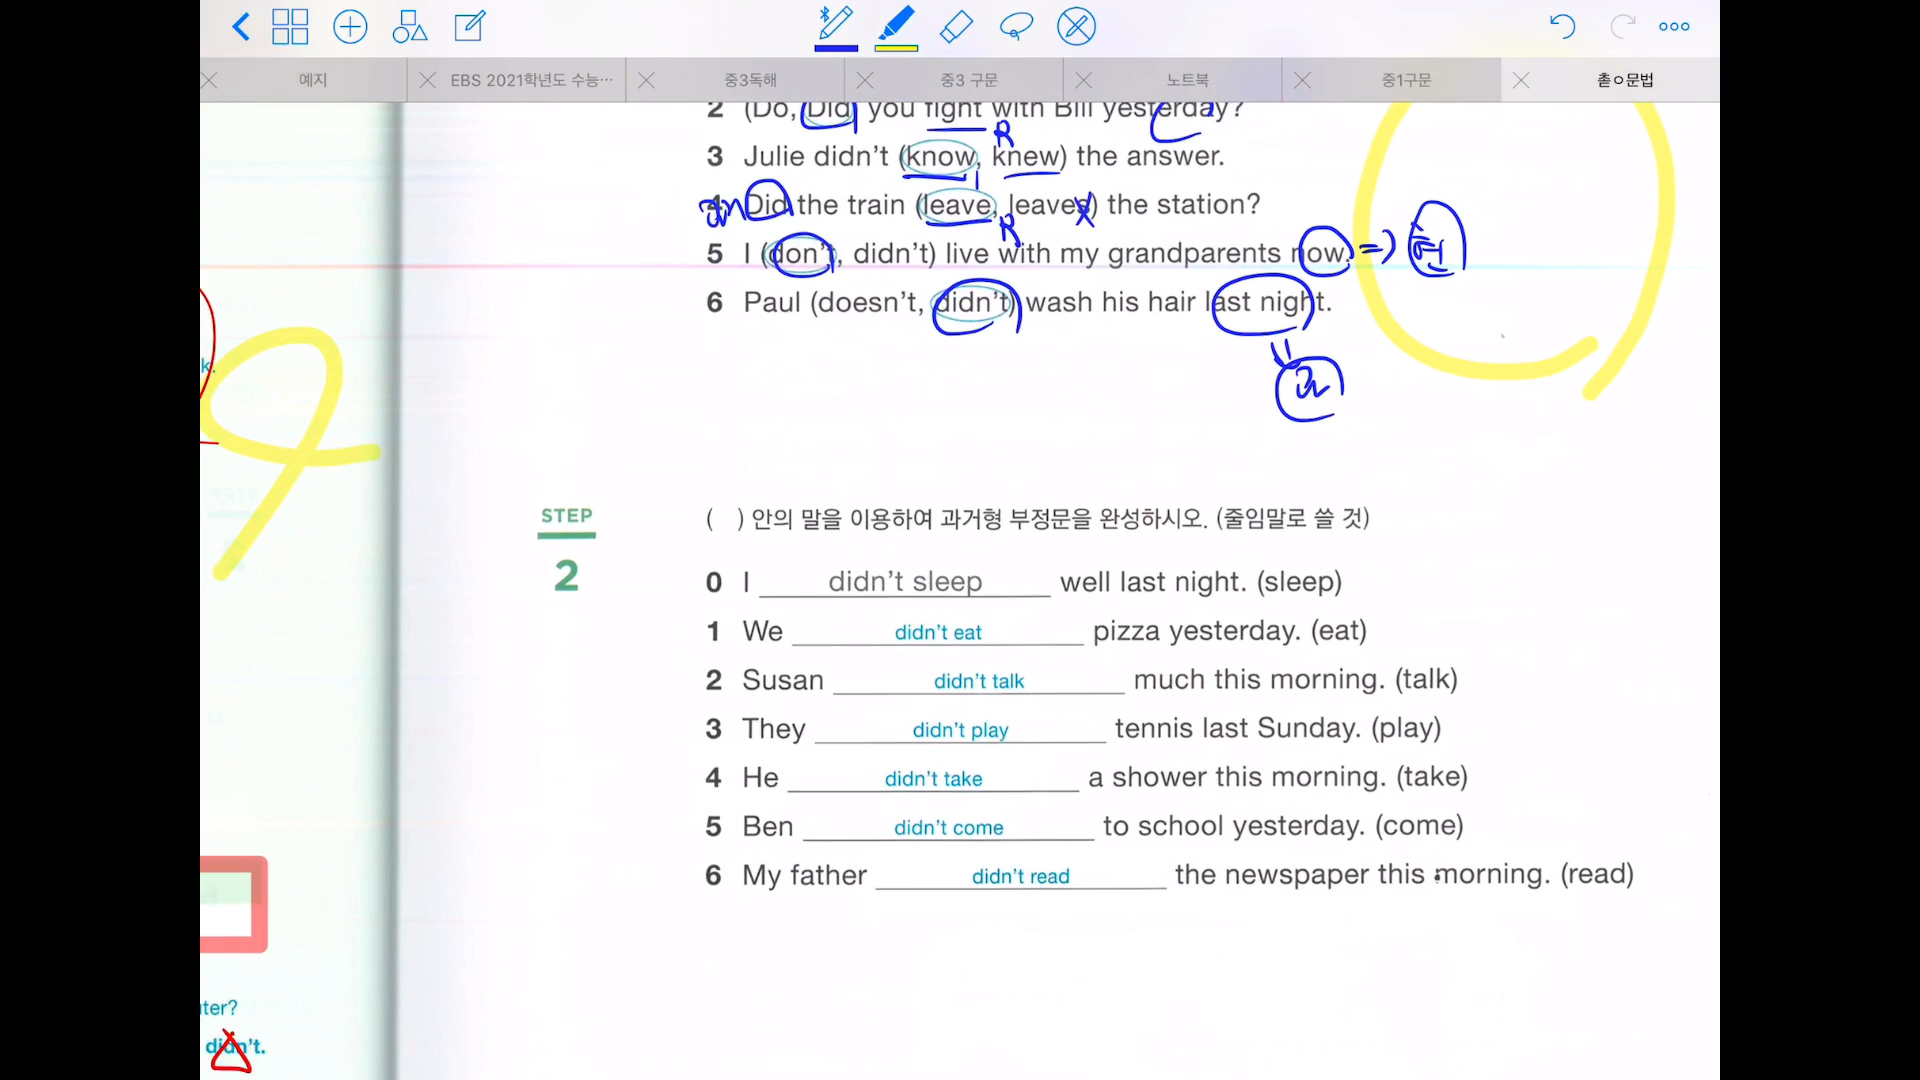 예지
EBS 2021학년도 수능…
중3독해
중3 구문
노트북
중1구문
촏ㅇ문법
2 (Do, Did) you fight with Bill yesterday?
3 Julie didn't (know, knew) the answer.
R
4 Did the train (leave, leaves) the station?
R
5 I (don't, didn't) live with my grandparents now.
6 Paul (doesn't, didn't) wash his hair last night.
k.
STEP
2
( ) 안의 말을 이용하여 과거형 부정문을 완성하시오. (줄임말로 쓸 것)
0 I didn't sleep well last night. (sleep)
1 We didn't eat pizza yesterday. (eat)
2 Susan didn't talk much this morning. (talk)
3 They didn't play tennis last Sunday. (play)
4 He didn't take a shower this morning. (take)
5 Ben didn't come to school yesterday. (come)
6 My father didn't read the newspaper this morning. (read)
ter?
didn't.